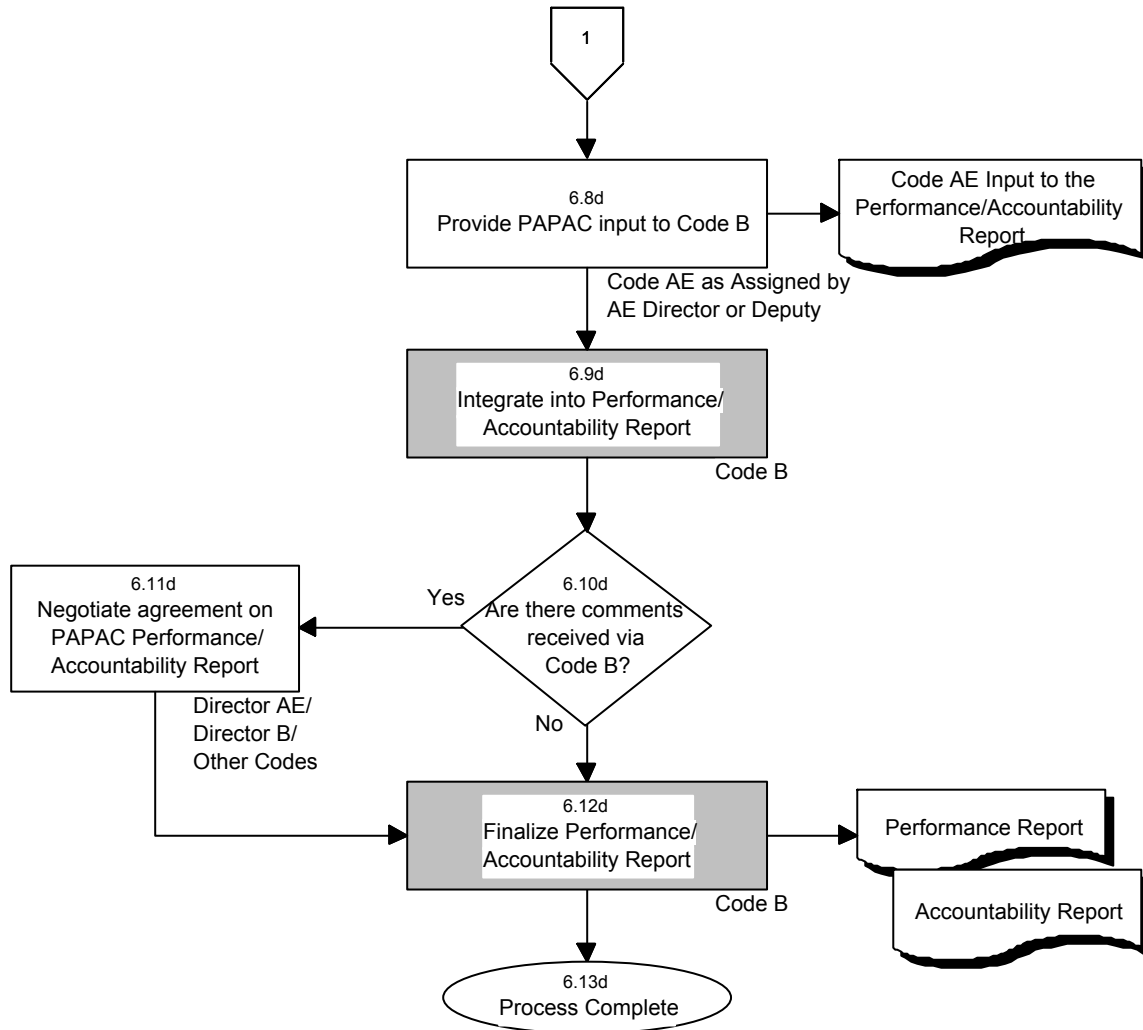 1
6.8d
Provide PAPAC input to Code B
Code AE Input to the
Performance/Accountability
Report
Code AE as Assigned by
AE Director or Deputy
6.9d
Integrate into Performance/
Accountability Report
Code B
6.10d
Are there comments
received via
Code B?
Yes
No
6.11d
Negotiate agreement on
PAPAC Performance/
Accountability Report
Director AE/
Director B/
Other Codes
6.12d
Finalize Performance/
Accountability Report
Code B
Performance Report
Accountability Report
6.13d
Process Complete